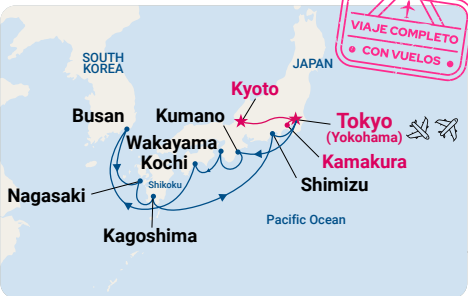 VIAJE COMPLETO
CON VUELOS
SOUTH
KOREA
JAPAN
Kyoto
Busan
Kumano
Tokyo
(Yokohama)
Wakayama
Kochi
Kamakura
Shikoku
Shimizu
Nagasaki
Pacific Ocean
Kagoshima